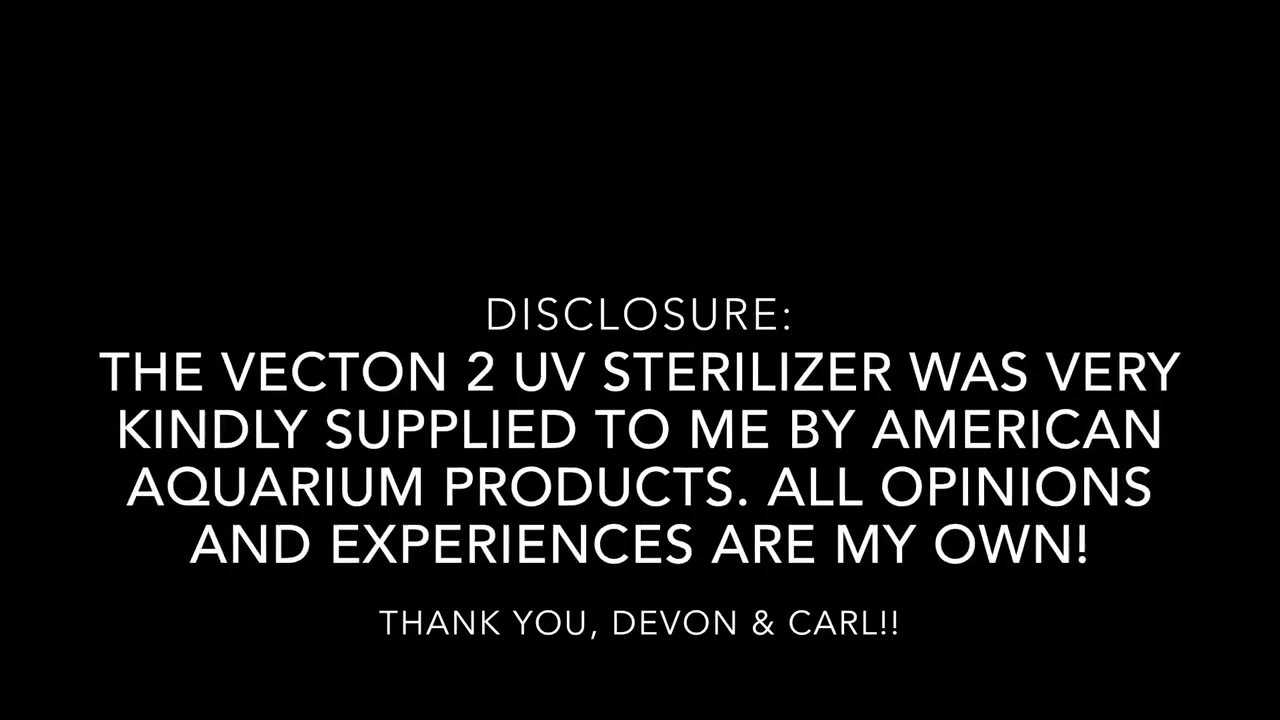 DISCLOSURE:
THE VECTON 2 UV STERILIZER WAS VERY
KINDLY SUPPLIED TO ME BY AMERICAN
AQUARIUM PRODUCTS. ALL OPINIONS
AND EXPERIENCES ARE MY OWN!
THANK YOU, DEVON & CARL!!